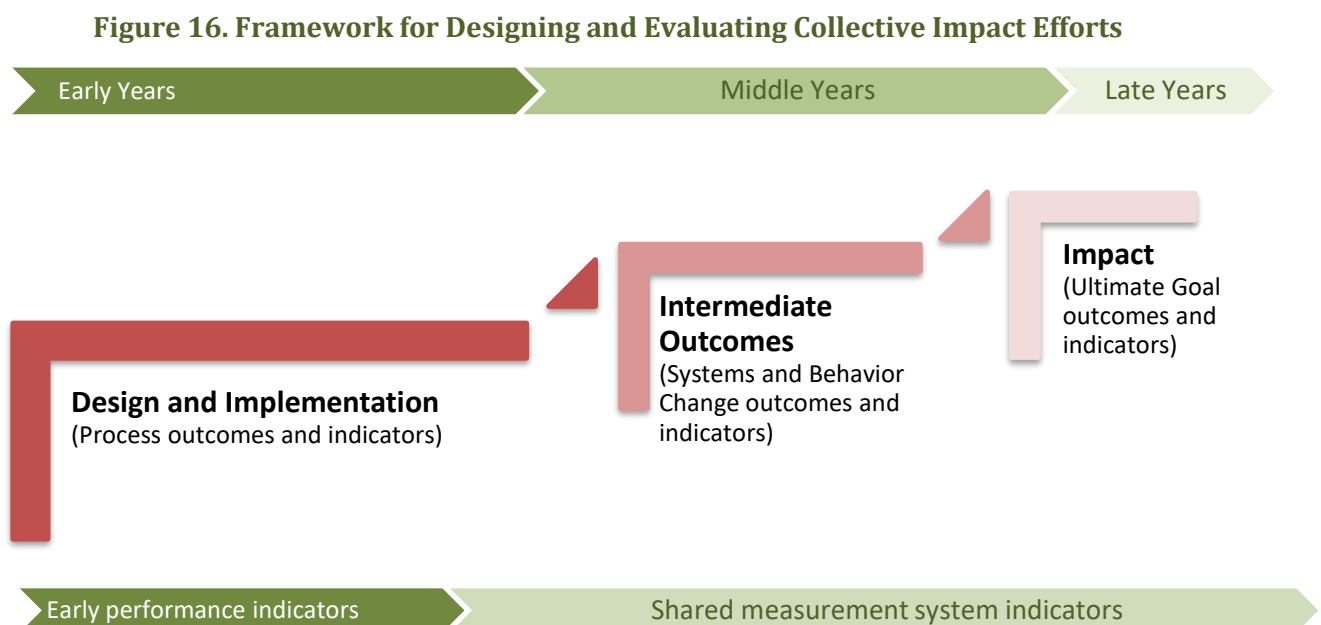 Figure 16. Framework for Designing and Evaluating Collective Impact Efforts
Early Years
Middle Years
Late Years
Design and Implementation
(Process outcomes and indicators)
Intermediate
Outcomes
(Systems and Behavior
Change outcomes and
indicators)
Impact
(Ultimate Goal
outcomes and
indicators)
Early performance indicators
Shared measurement system indicators